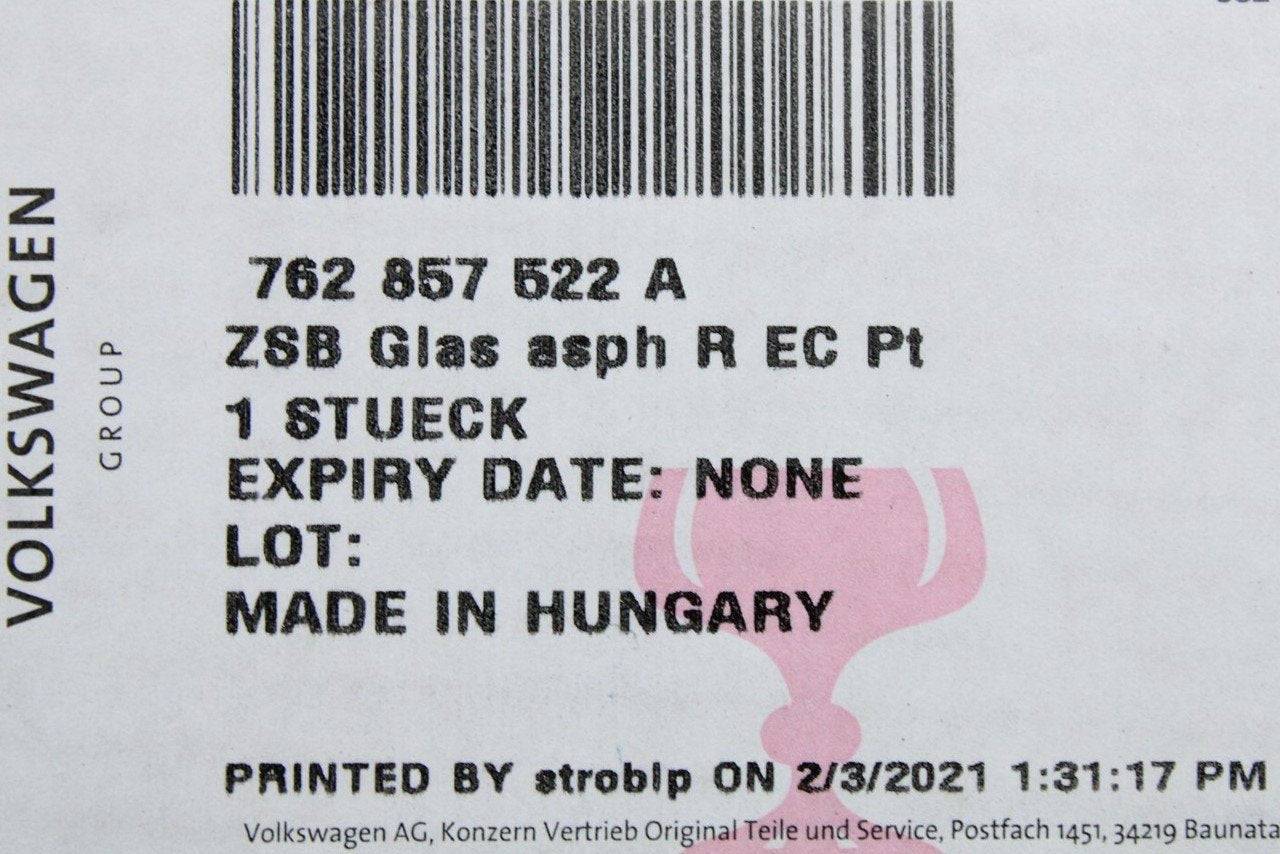 VOLKSWAGEN
GROUP
762 857 522 A
ZSB Glas asph R EC Pt
1 STUECK
EXPIRY DATE: NONE
LOT:
MADE IN HUNGARY
PRINTED BY stroblp ON 2/3/2021 1:31:17 PM
Volkswagen AG, Konzern Vertrieb Original Teile und Service, Postfach 1451, 34219 Baunata